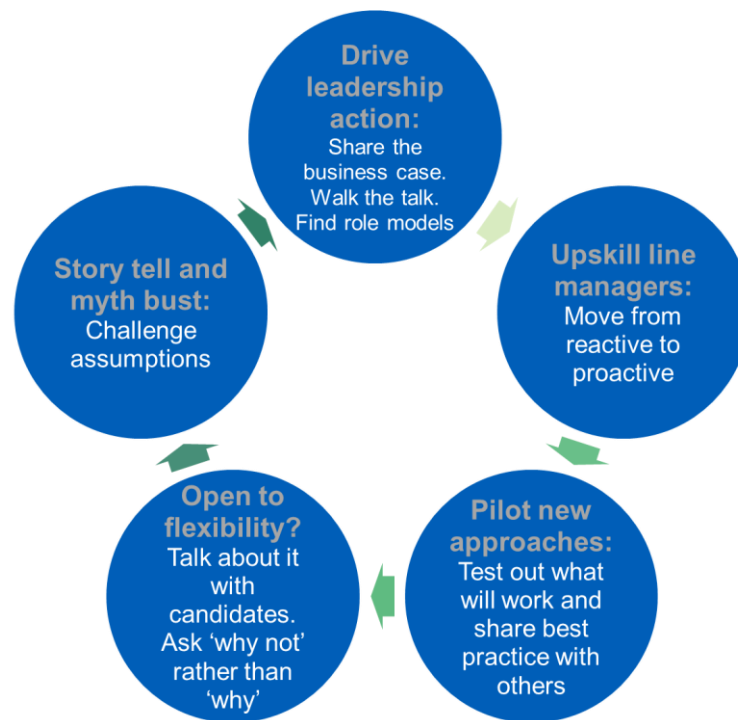 Drive
leadership
action:
Share the
business case.
Walk the talk.
Find role models
Upskill line
managers:
Move from
reactive to
proactive
Pilot new
approaches:
Test out what
will work and
share best
practice with
others
Open to
flexibility?
Talk about it
with
candidates.
Ask ‘why not’
rather than
‘why’
Story tell and
myth bust:
Challenge
assumptions